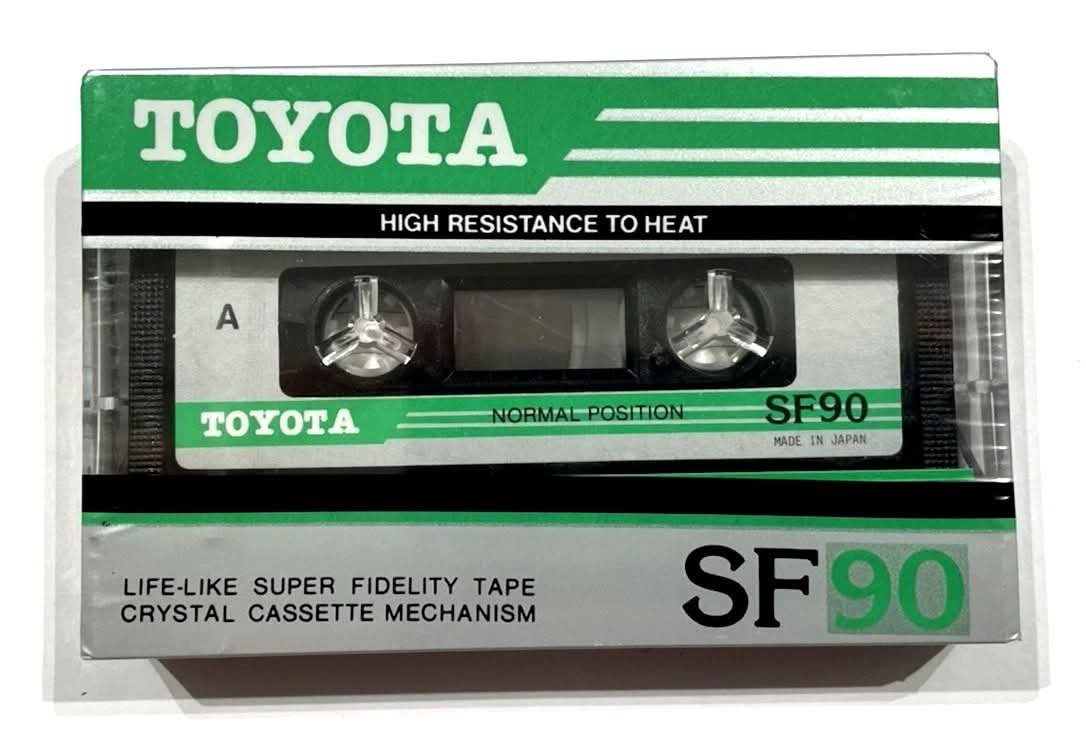 TOYOTA
HIGH RESISTANCE TO HEAT
A
TOYOTA NORMAL POSITION SF90
MADE IN JAPAN
LIFE-LIKE SUPER FIDELITY TAPE
CRYSTAL CASSETTE MECHANISM
SF90